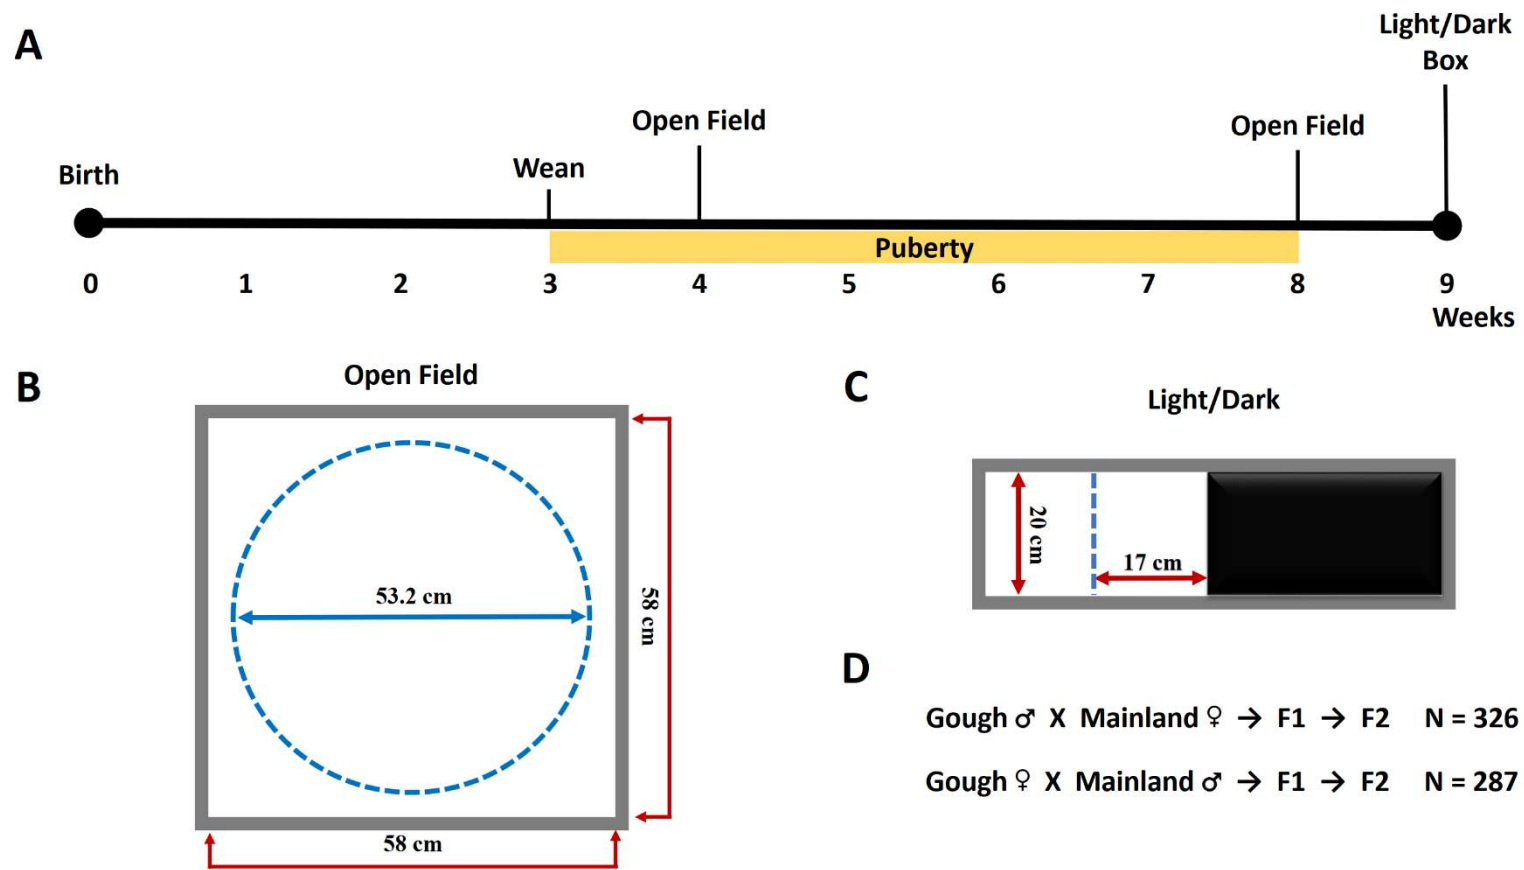 A
Light/Dark
Box
Open Field
Open Field
Wean
Birth
Puberty
0 1 2 3 4 5 6 7 8 9
Weeks
B
Open Field
53.2 cm
58 cm
58 cm
C
Light/Dark
20 cm
17 cm
D
Gough ♂ X Mainland ♀ → F1 → F2 N = 326
Gough ♀ X Mainland ♂ → F1 → F2 N = 287